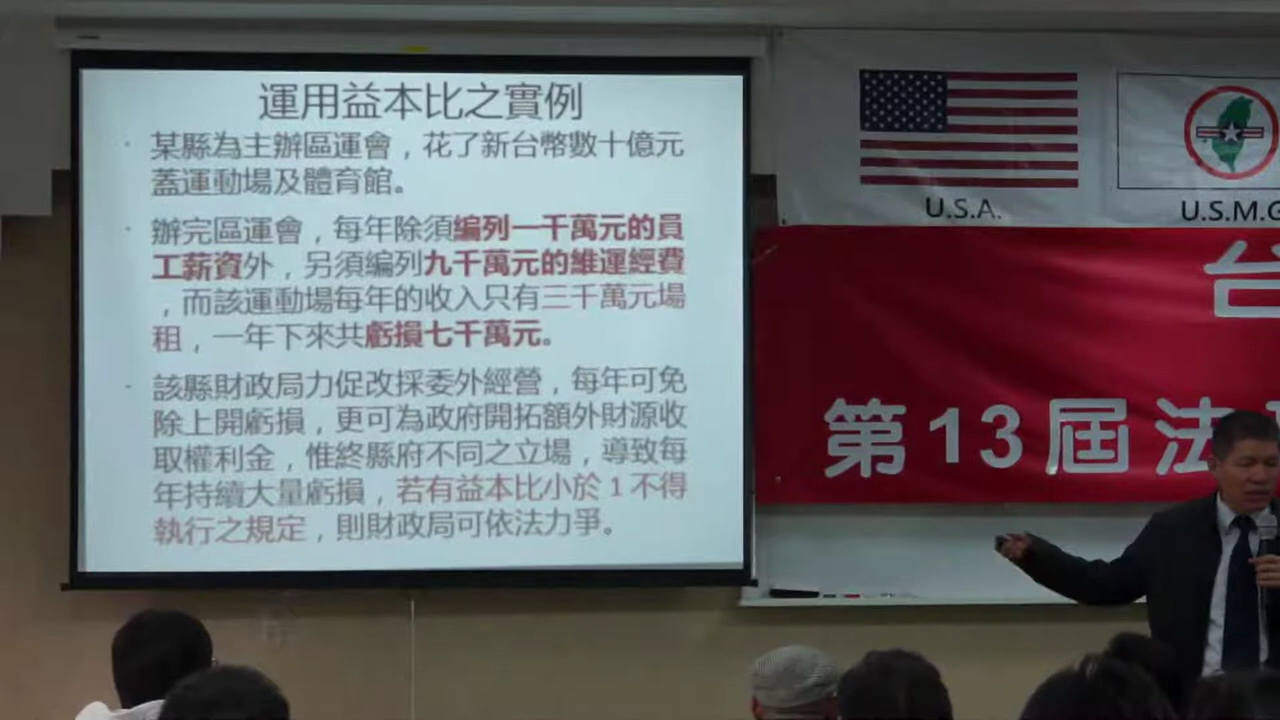 運用益本比之實例
某縣為主辦區運會，花了新台幣數十億元
蓋運動場及體育館。
辦完區運會，每年除須編列一千萬元的員
工薪資外，另須編列九千萬元的維運經費
，而該運動場每年的收入只有三千萬元場
租，一年下來共虧損七千萬元。
該縣財政局力促改採委外經營，每年可免
除上開虧損，更可為政府開拓額外財源收
取權利金，惟終縣府不同之立場，導致每
年持續大量虧損，若有益本比小於1不得
執行之規定，則財政局可依法力爭。
U.S.A.
U.S.M.G
台
第13屆法